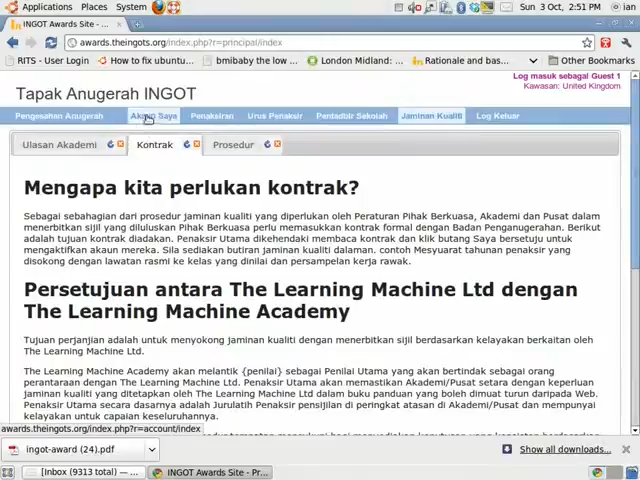 Applications Places System Sun 3 Oct, 2:51 PM ian
INGOT Awards Site - ...
awards.theingots.org/index.php?r=principal/index
RITS - User Login How to fix ubuntu... bmibaby the low ... London Midland: ... Recently Bookmar... Other Bookmarks
Log masuk sebagai Guest 1
Kawasan: United Kingdom
Tapak Anugerah INGOT
Pengesahan Anugerah Akaun Saya Penaksiran Urus Penaksir Pentadbir Sekolah Jaminan Kualiti Log Keluar
Ulasan Akademi Kontrak Prosedur
Mengapa kita perlukan kontrak?
Sebagai sebahagian dari prosedur jaminan kualiti yang diperlukan oleh Peraturan Pihak Berkuasa, Akademi dan Pusat dalam
menerbitkan sijil yang diluluskan Pihak Berkuasa perlu memasukkan kontrak formal dengan Badan Penganugerahan. Berikut
adalah tujuan kontrak diadakan. Penaksir Utama dikehendaki membaca kontrak dan klik butang Saya bersetuju untuk
mengaktifkan akaun mereka. Sila sediakan butiran jaminan kualiti dalaman. contoh Mesyuarat tahunan penaksir yang
disokong dengan lawatan rasmi ke kelas yang dinilai dan persampelan kerja rawak.
Persetujuan antara The Learning Machine Ltd dengan
The Learning Machine Academy
Tujuan perjanjian adalah untuk menyokong jaminan kualiti dengan menerbitkan sijil berdasarkan kelayakan berkaitan oleh
The Learning Machine Ltd.
The Learning Machine Academy akan melantik {penilai} sebagai Penilai Utama yang akan bertindak sebagai orang
perantaraan dengan The Learning Machine Ltd. Penaksir Utama akan memastikan Akademi/Pusat setara dengan keperluan
jaminan kualiti yang ditetapkan oleh The Learning Machine Ltd dalam buku panduan yang boleh dimuat turun daripada Web.
Penaksir Utama secara dasarnya adalah Jurulatih Penaksir pensijilan di peringkat atasan di Akademi/Pusat dan mempunyai
kelayakan untuk capaian keseluruhannya.
awards.theingots.org/index.php?r=account/index
ingot-award (24).pdf Show all downloads...
[Inbox (9313 total) —... INGOT Awards Site - Pr...